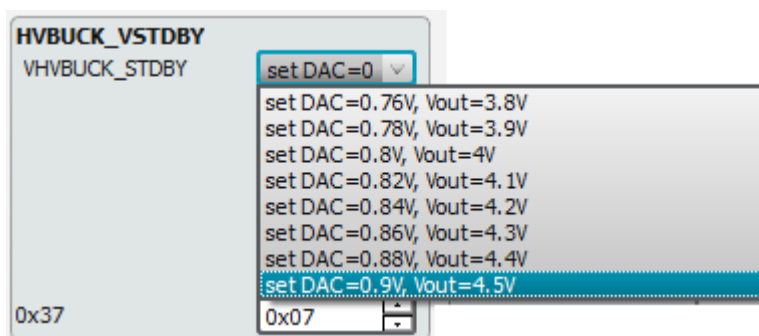 HVBUCK_VSTDBY
VHVBUCK_STDBY set DAC=0
set DAC=0.76V, Vout=3.8V
set DAC=0.78V, Vout=3.9V
set DAC=0.8V, Vout=4V
set DAC=0.82V, Vout=4.1V
set DAC=0.84V, Vout=4.2V
set DAC=0.86V, Vout=4.3V
set DAC=0.88V, Vout=4.4V
set DAC=0.9V, Vout=4.5V
0x37 0x07